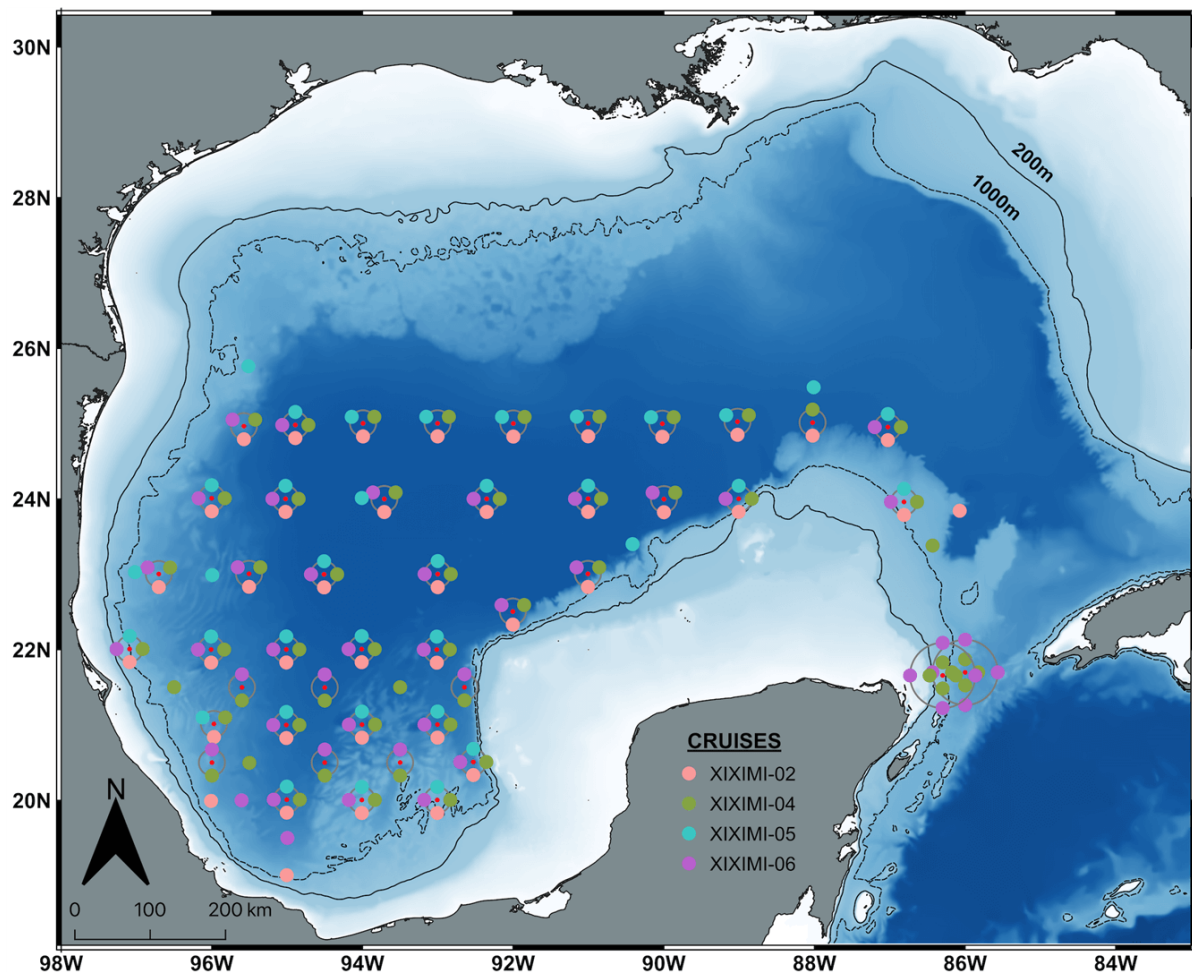 30N
28N
26N
24N
22N
20N
200m
1000m
CRUISES
XIXIMI-02
XIXIMI-04
XIXIMI-05
XIXIMI-06
N
0 100 200 km
98W 96W 94W 92W 90W 88W 86W 84W